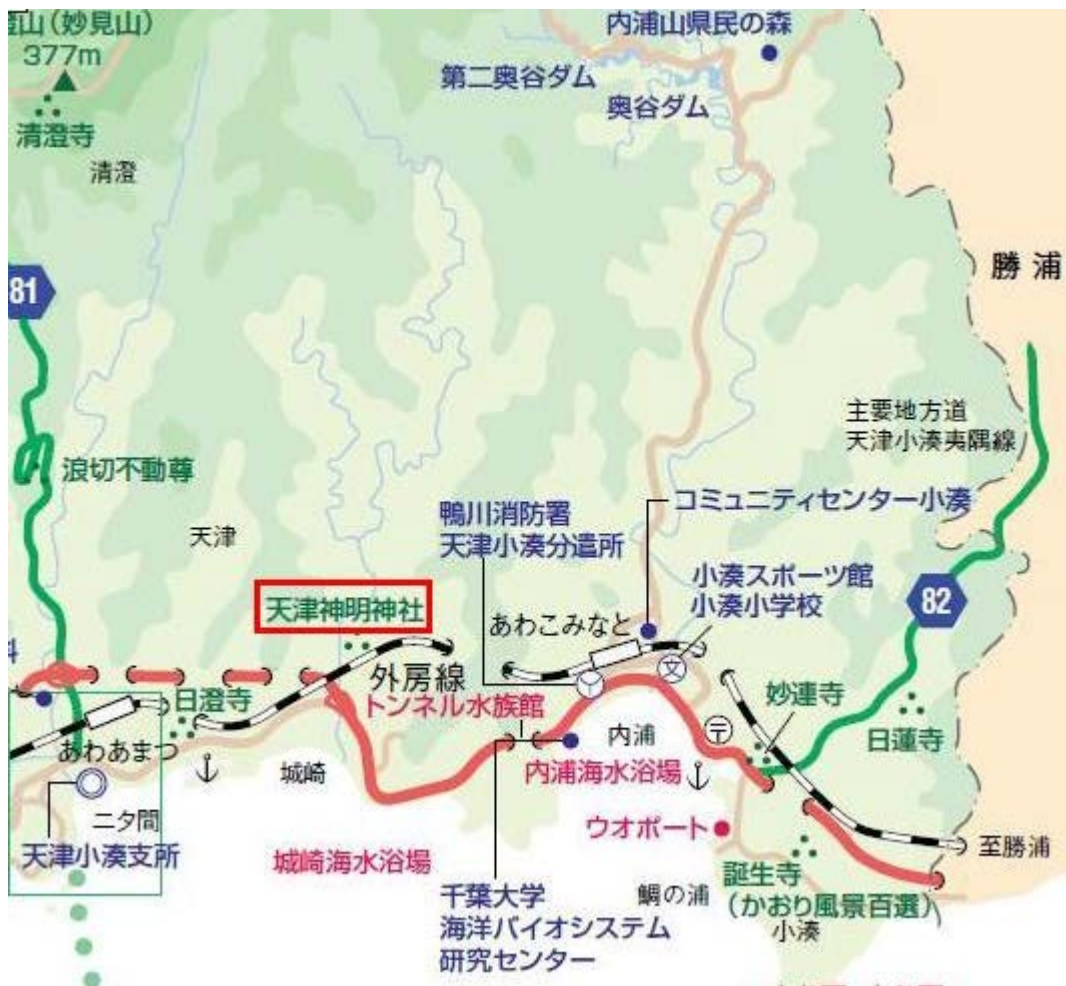 澄山(妙見山)
377m
清澄寺
清澄
内浦山県民の森
第二奥谷ダム
奥谷ダム
81
勝浦
主要地方道
天津小湊夷隅線
浪切不動尊
天津
鴨川消防署
天津小湊分遣所
コミュニティセンター小湊
小湊スポーツ館
小湊小学校
82
天津神明神社
あわこみなと
文
外房線
トンネル水族館
日澄寺
妙連寺
日蓮寺
〒
あわあまつ
城崎
内浦
内浦海水浴場
二タ間
天津小湊支所
城崎海水浴場
ウオポート
至勝浦
誕生寺
(かおり風景百選)
鯛の浦
小湊
千葉大学
海洋バイオシステム
研究センター